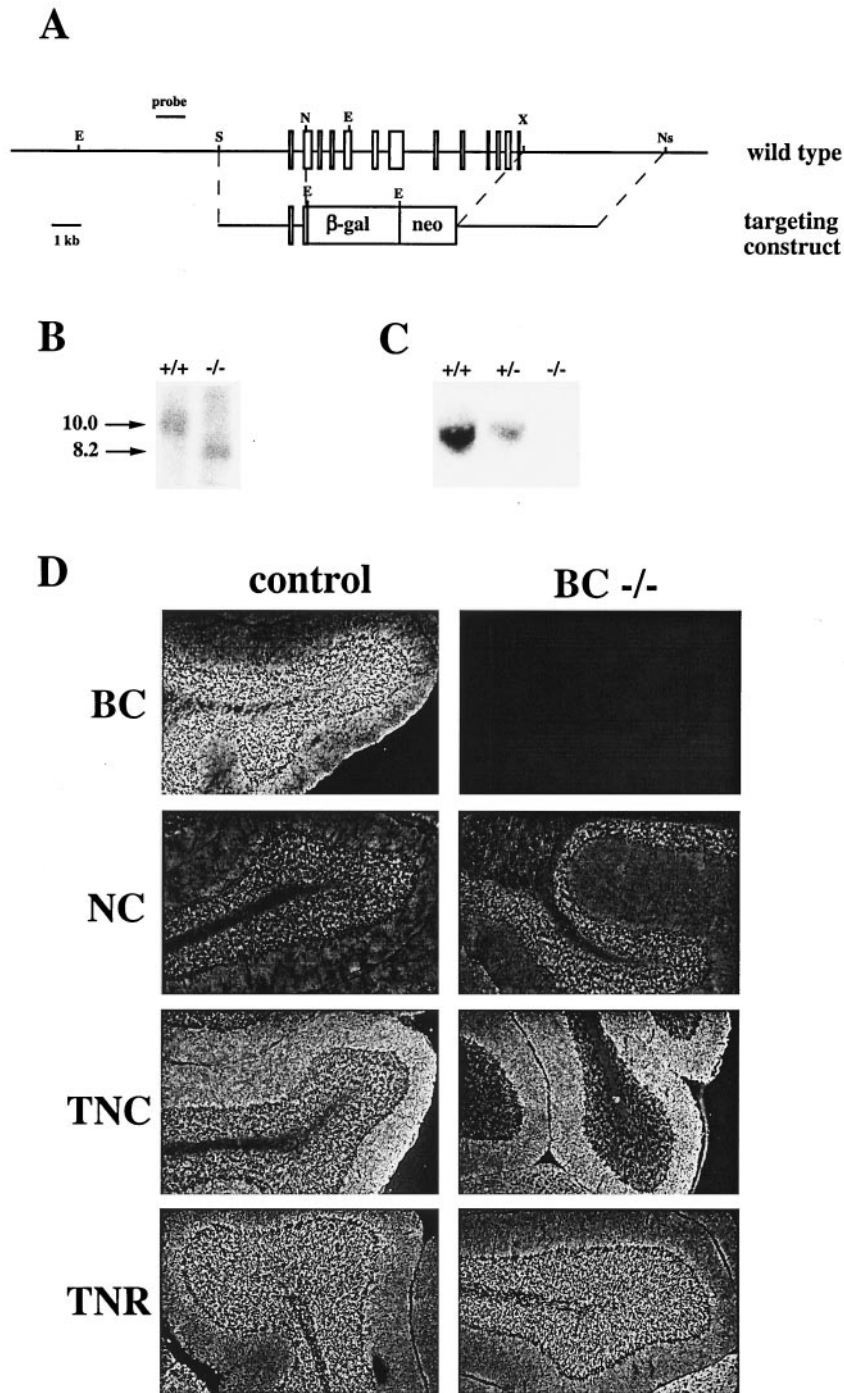 A
probe
E S N E X Ns
wild type
E E
β-gal neo
1 kb
targeting
construct
B
+/+ -/-
10.0
8.2
C
+/+ +/- -/-
D
control BC -/-
BC
NC
TNC
TNR